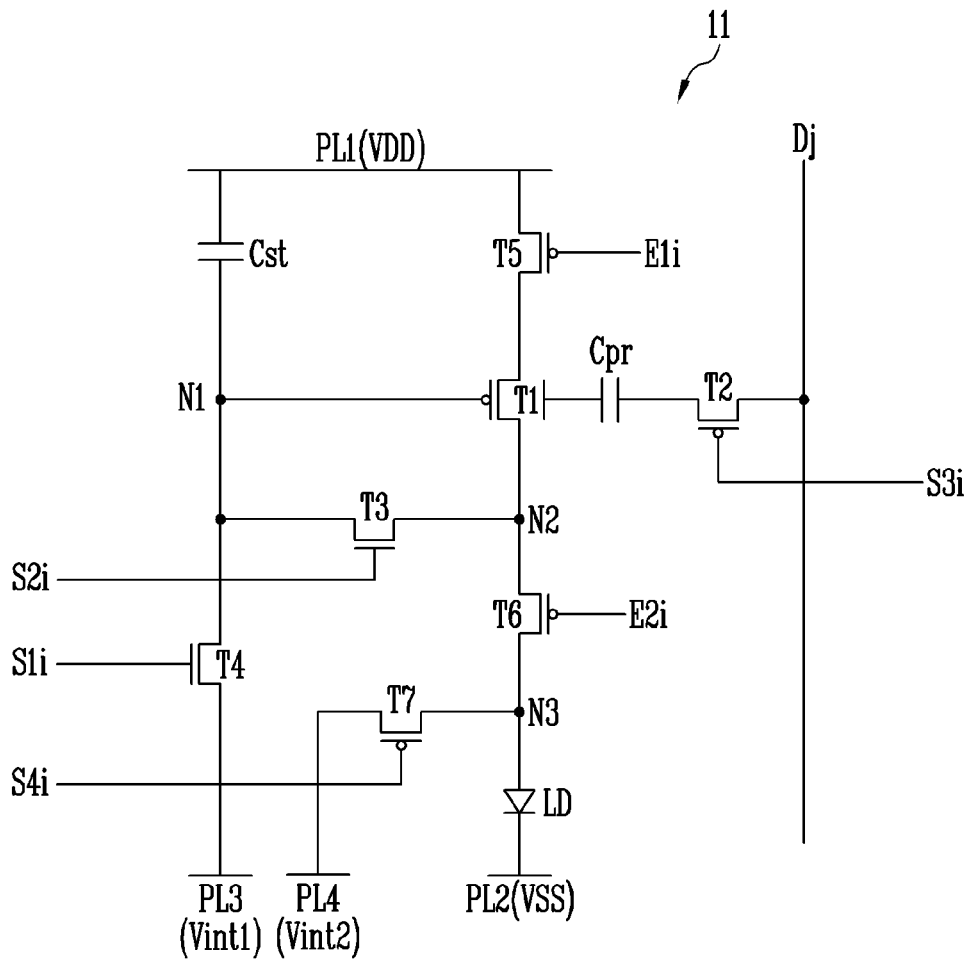 11
Dj
PL1(VDD)
Cst
T5
E1i
Cpr
N1
T1
T2
S3i
T3
N2
S2i
T6
E2i
S1i
T4
T7
N3
S4i
LD
PL3
(Vint1)
PL4
(Vint2)
PL2(VSS)